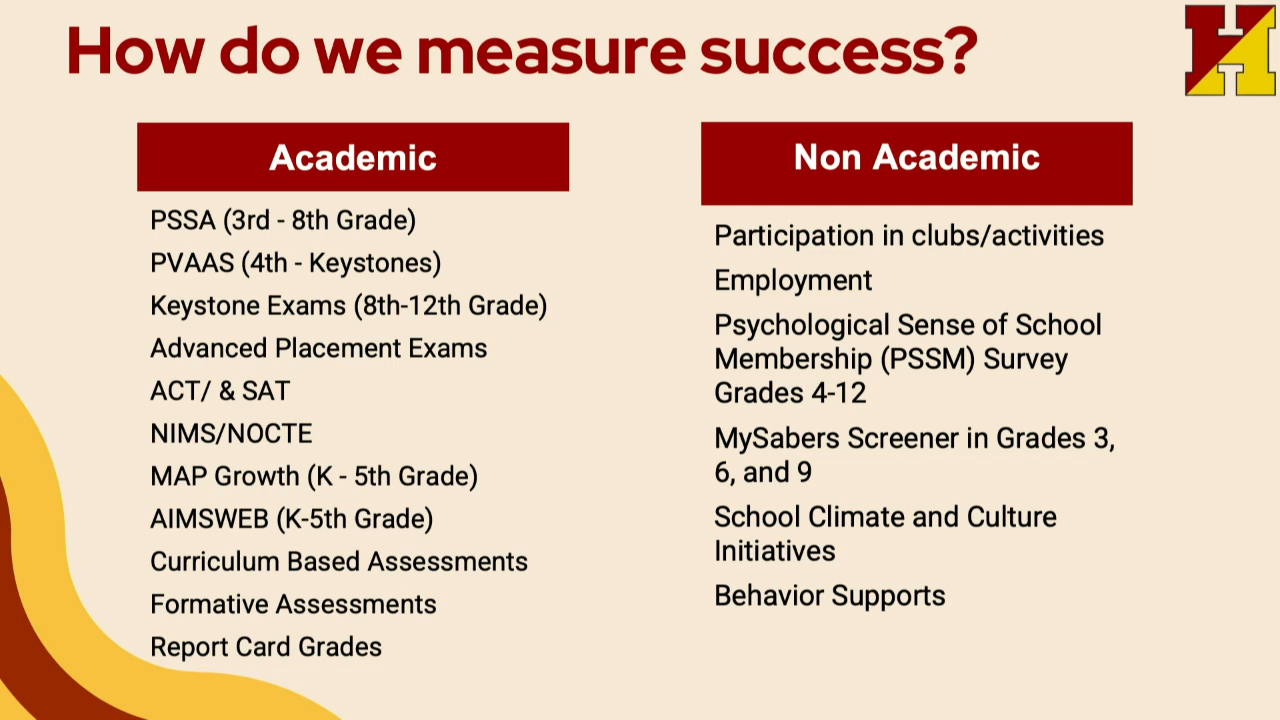 How do we measure success?
H
Academic
PSSA (3rd - 8th Grade)
PVAAS (4th - Keystones)
Keystone Exams (8th-12th Grade)
Advanced Placement Exams
ACT/ & SAT
NIMS/NOCTE
MAP Growth (K - 5th Grade)
AIMSWEB (K-5th Grade)
Curriculum Based Assessments
Formative Assessments
Report Card Grades
Non Academic
Participation in clubs/activities
Employment
Psychological Sense of School
Membership (PSSM) Survey
Grades 4-12
MySabers Screener in Grades 3,
6, and 9
School Climate and Culture
Initiatives
Behavior Supports